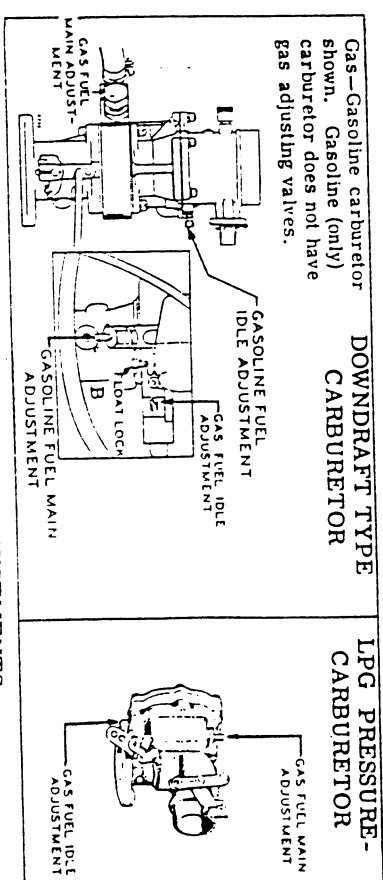 Gas—Gasoline carburetor
shown. Gasoline (only)
carburetor does not have
gas adjusting valves.
DOWNDRAFT TYPE
CARBURETOR
GAS FUEL
MAIN ADJUST-
MENT
GASOLINE FUEL
IDLE ADJUSTMENT
GAS FUEL IDLE
ADJUSTMENT
LOAT LOCK
B
GASOLINE FUEL MAIN
ADJUSTMENT
LPG PRESSURE-
CARBURETOR
GAS FUEL MAIN
ADJUSTMENT
GAS FUEL IDLE
ADJUSTMENT